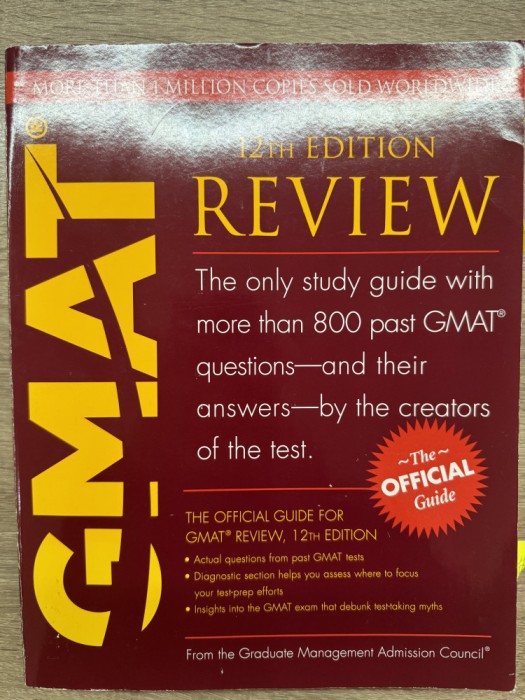 MORE THAN 1 MILLION COPIES SOLD WORLDWIDE
GMAT®
12TH EDITION
REVIEW
The only study guide with
more than 800 past GMAT®
questions—and their
answers—by the creators
of the test.
~The~
OFFICIAL
Guide
THE OFFICIAL GUIDE FOR
GMAT® REVIEW, 12TH EDITION
• Actual questions from past GMAT tests
• Diagnostic section helps you assess where to focus
your test-prep efforts
• Insights into the GMAT exam that debunk test-taking myths
From the Graduate Management Admission Council®